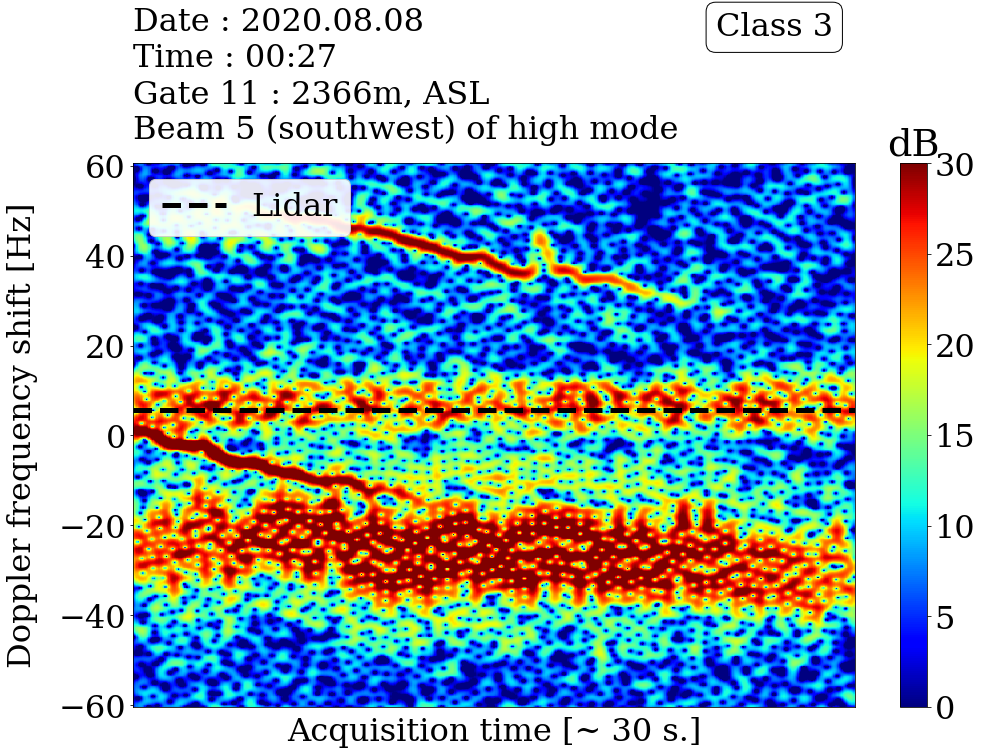 Date : 2020.08.08
Class 3
Time : 00:27
Gate 11 : 2366m, ASL
Beam 5 (southwest) of high mode
dB
Lidar
Doppler frequency shift [Hz]
60
40
20
0
−20
−40
−60
30
25
20
15
10
5
0
Acquisition time [~ 30 s.]